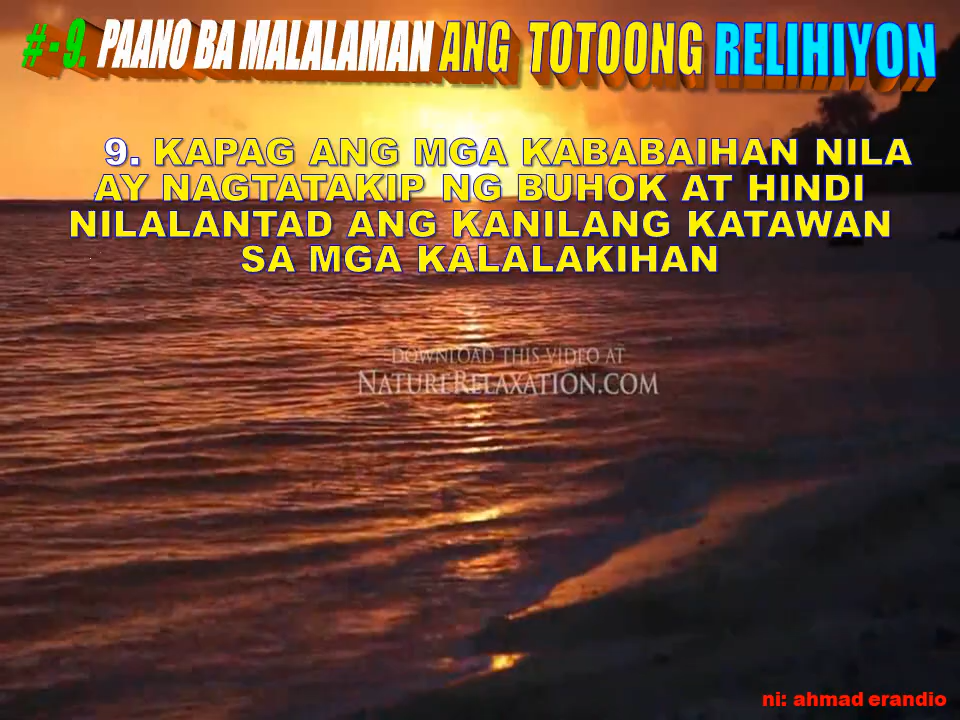 #- 9. PAANO BA MALALAMAN ANG TOTOONG RELIHIYON
9. KAPAG ANG MGA KABABAIHAN NILA
AY NAGTATAKIP NG BUHOK AT HINDI
NILALANTAD ANG KANILANG KATAWAN
SA MGA KALALAKIHAN
DOWNLOAD THIS VIDEO AT
NATURERELAXATION.COM
ni: ahmad erandio